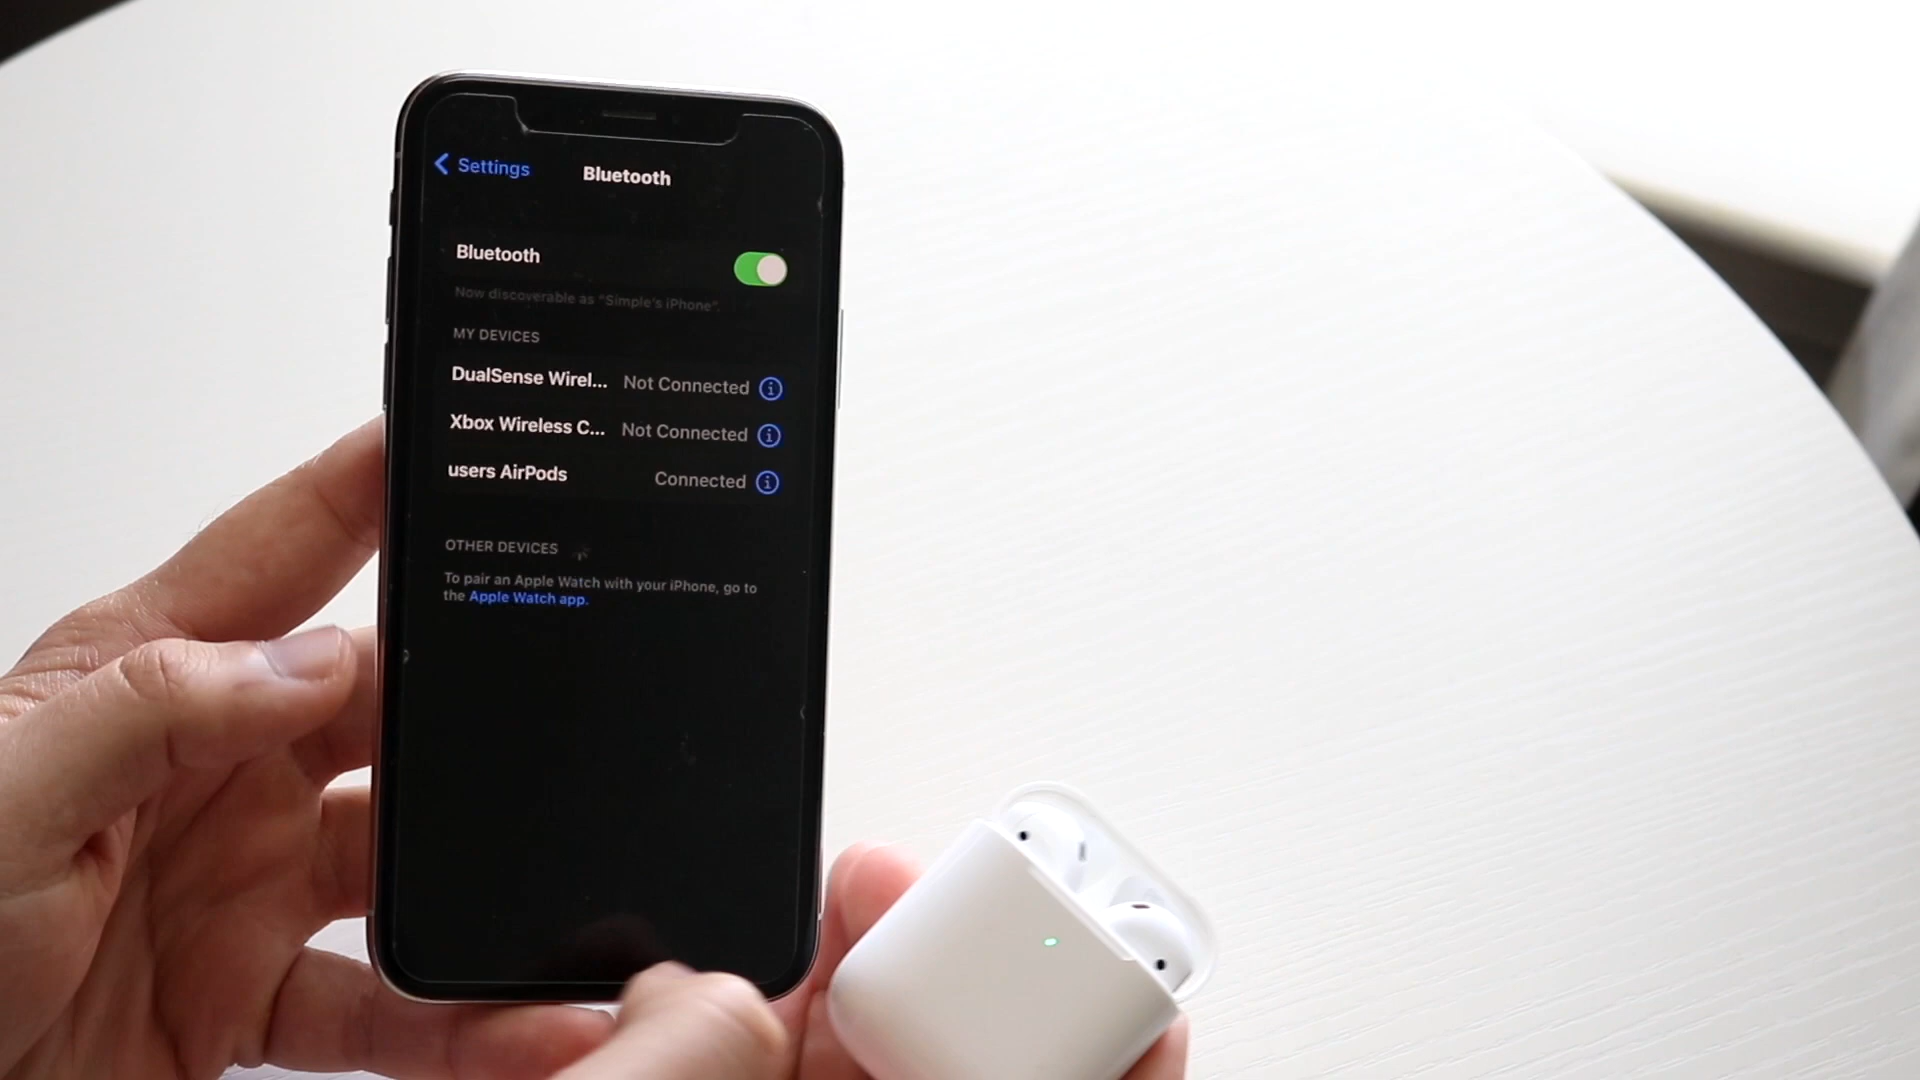 Settings
Bluetooth
Bluetooth
Now discoverable as "Simple's iPhone".
MY DEVICES
DualSense Wirel... Not Connected
Xbox Wireless C... Not Connected
users AirPods Connected
OTHER DEVICES
To pair an Apple Watch with your iPhone, go to
the Apple Watch app.